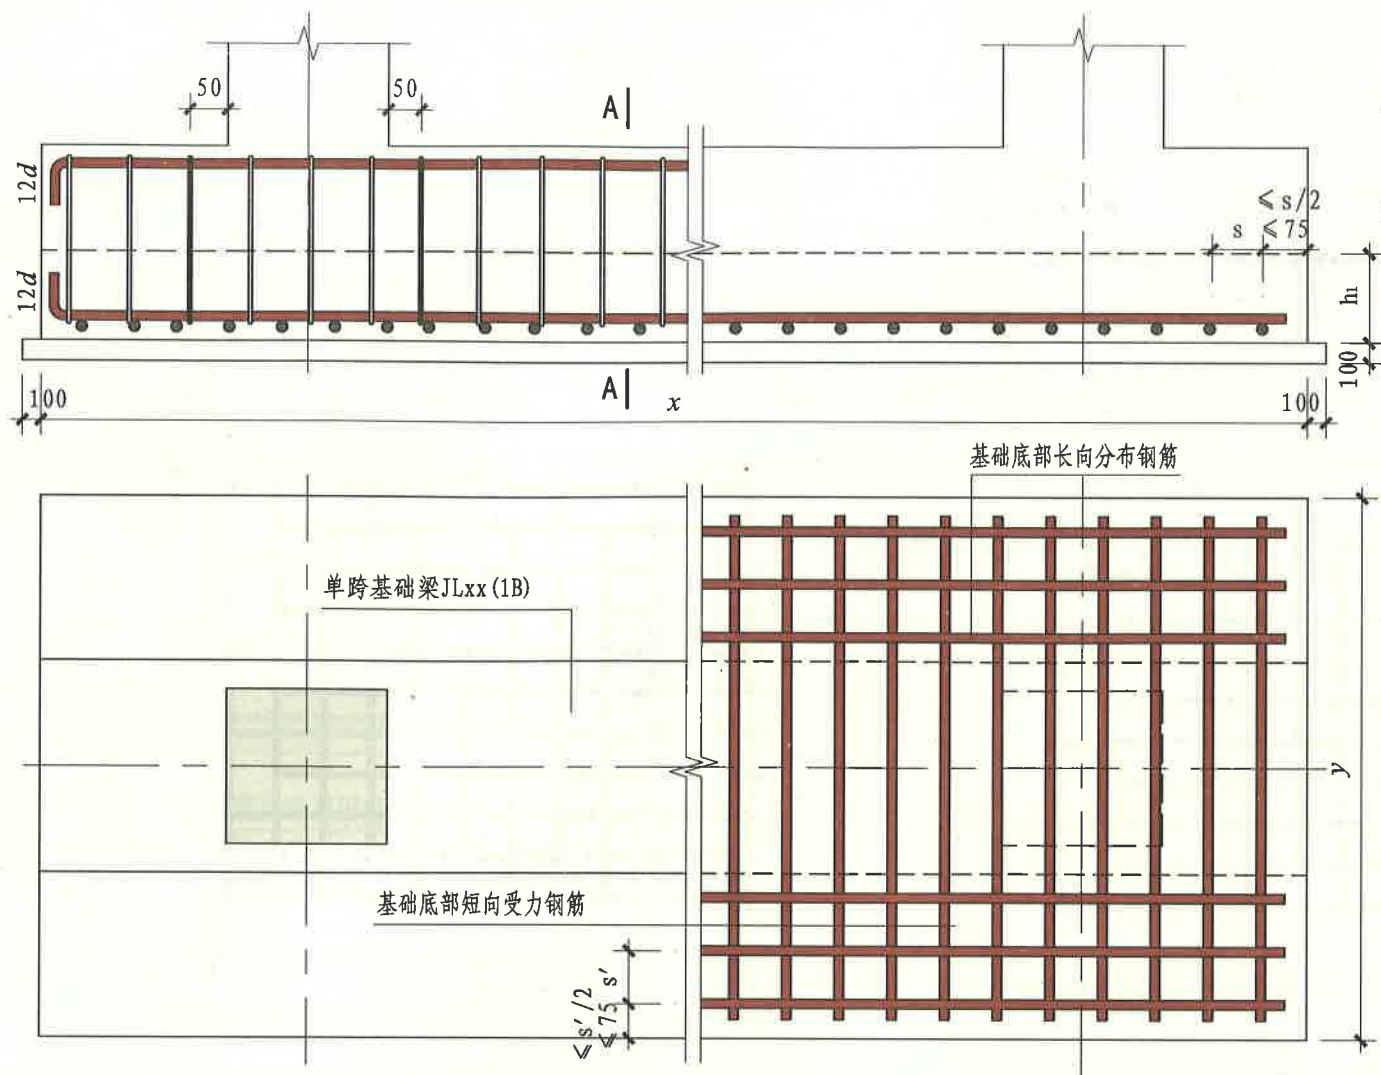 50
50
A
12d
≤s/2
s ≤75
12d
h1
100
A
x
100
100
基础底部长向分布钢筋
单跨基础梁JLxx(1B)
y
基础底部短向受力钢筋
s'
≤s'/2
≤75